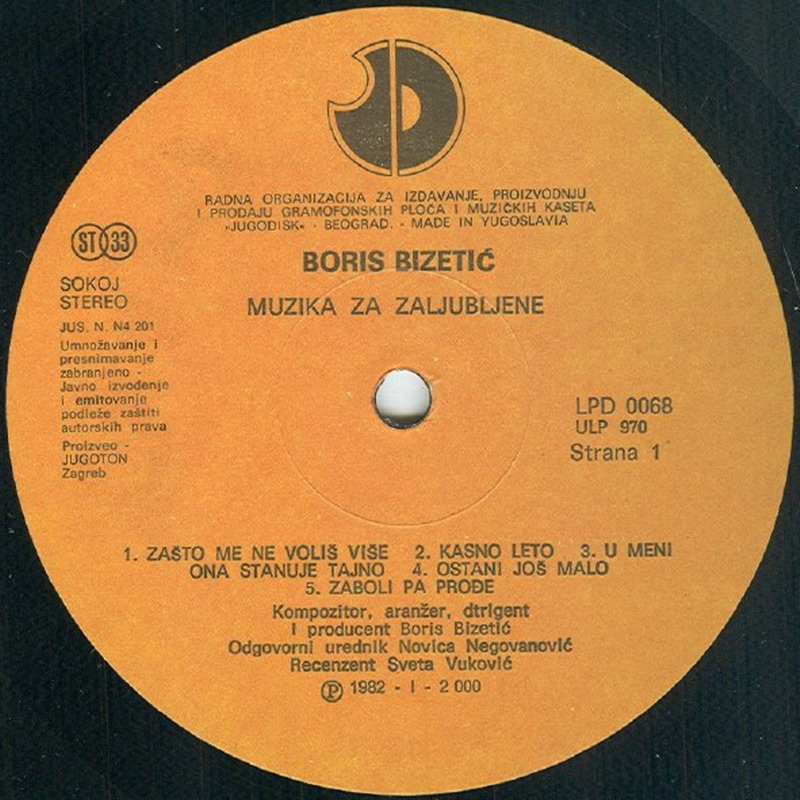 RADNA ORGANIZACIJA ZA IZDAVANJE, PROIZVODNJU
I PRODAJU GRAMOFONSKIH PLOČA I MUZIČKIH KASETA
»JUGODISK« - BEOGRAD. - MADE IN YUGOSLAVIA
ST 33
BORIS BIZETIĆ
SOKOJ
STEREO
MUZIKA ZA ZALJUBLJENE
JUS. N. N4 201
Umnožavanje i
presnimavanje
zabranjeno -
Javno izvođenje
i emitovanje
podleže zaštiti
autorskih prava
Proizveo -
JUGOTON
Zagreb
LPD 0068
ULP 970
Strana 1
1. ZAŠTO ME NE VOLIŠ VIŠE 2. KASNO LETO 3. U MENI
ONA STANUJE TAJNO 4. OSTANI JOŠ MALO
5. ZABOLI PA PROĐE
Kompozitor, aranžer, dtrigent
i producent Boris Bizetić
Odgovorni urednik Novica Negovanović
Recenzent Sveta Vuković
Ⓟ 1982 - I - 2 000